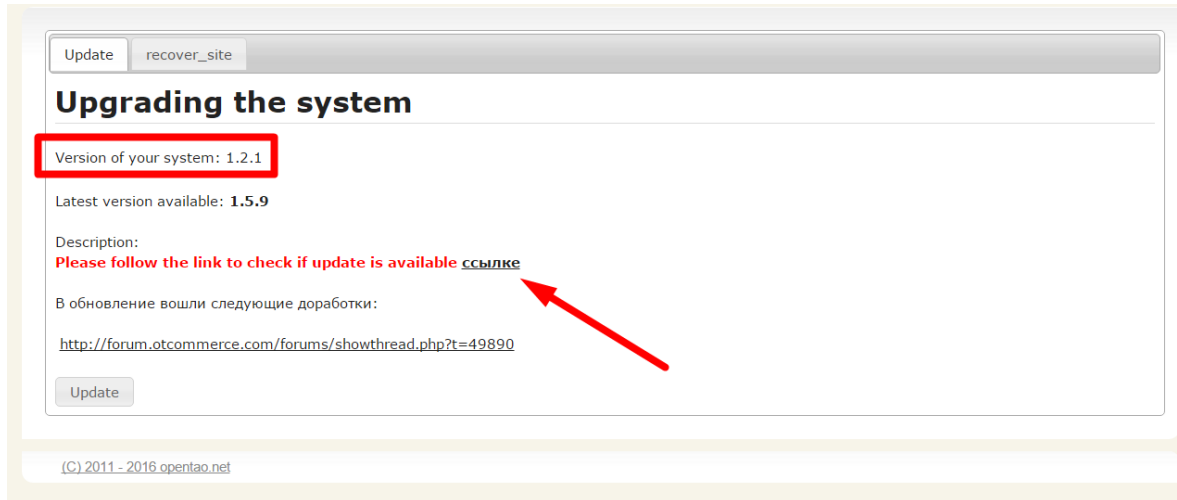 Update recover_site
Upgrading the system
Version of your system: 1.2.1
Latest version available: 1.5.9
Description:
Please follow the link to check if update is available ссылке
В обновление вошли следующие доработки:
http://forum.otcommerce.com/forums/showthread.php?t=49890
Update
(C) 2011 - 2016 opentao.net